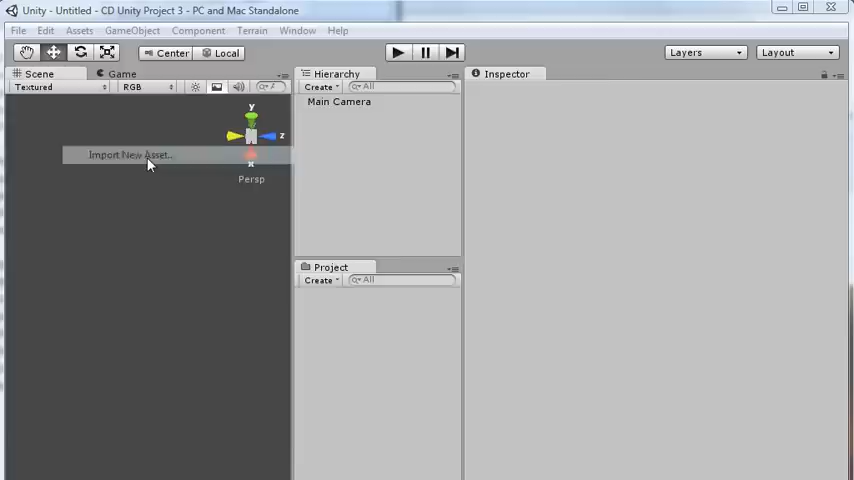 Unity - Untitled - CD Unity Project 3 - PC and Mac Standalone
File Edit Assets GameObject Component Terrain Window Help
Center Local Layers Layout
Scene Game Hierarchy Inspector
Textured RGB Create All
Main Camera
y
z
Import New Asset...
x
Persp
Project
Create All